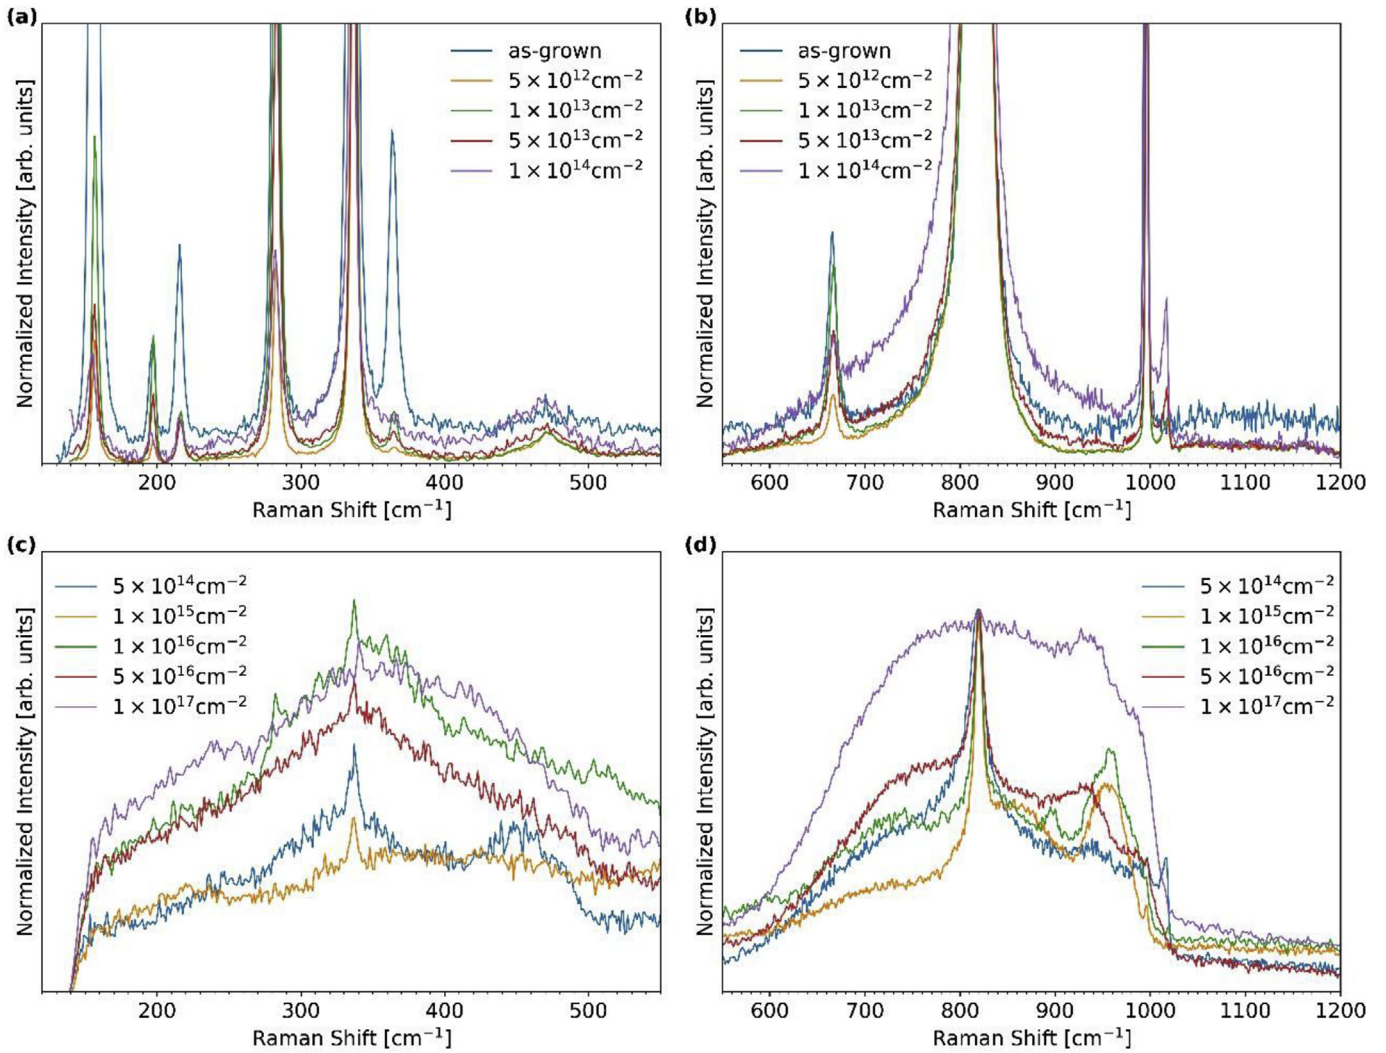 (a)
Normalized Intensity [arb. units]
as-grown
5 × 10¹²cm⁻²
1 × 10¹³cm⁻²
5 × 10¹³cm⁻²
1 × 10¹⁴cm⁻²
200 300 400 500
Raman Shift [cm⁻¹]
(b)
Normalized Intensity [arb. units]
as-grown
5 × 10¹²cm⁻²
1 × 10¹³cm⁻²
5 × 10¹³cm⁻²
1 × 10¹⁴cm⁻²
600 700 800 900 1000 1100 1200
Raman Shift [cm⁻¹]
(c)
Normalized Intensity [arb. units]
5 × 10¹⁴cm⁻²
1 × 10¹⁵cm⁻²
1 × 10¹⁶cm⁻²
5 × 10¹⁶cm⁻²
1 × 10¹⁷cm⁻²
200 300 400 500
Raman Shift [cm⁻¹]
(d)
Normalized Intensity [arb. units]
5 × 10¹⁴cm⁻²
1 × 10¹⁵cm⁻²
1 × 10¹⁶cm⁻²
5 × 10¹⁶cm⁻²
1 × 10¹⁷cm⁻²
600 700 800 900 1000 1100 1200
Raman Shift [cm⁻¹]